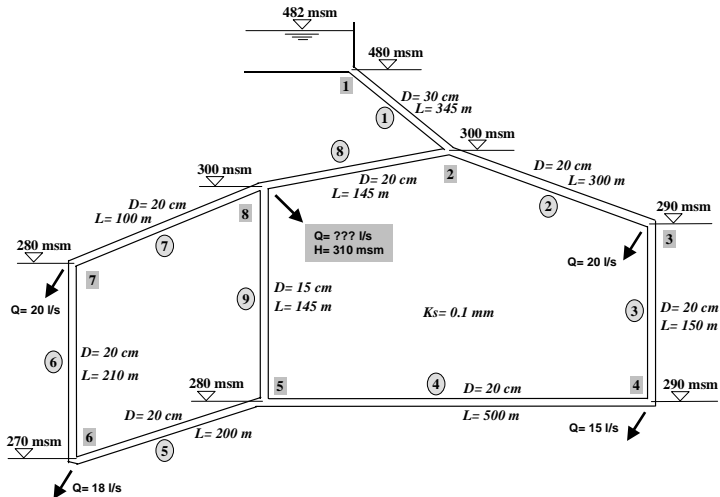 482 msm
480 msm
1
D= 30 cm
L= 345 m
1
8
300 msm
300 msm
D= 20 cm
L= 145 m
2
D= 20 cm
L= 300 m
2
D= 20 cm
L= 100 m
8
290 msm
3
7
Q= ??? l/s
H= 310 msm
280 msm
7
Q= 20 l/s
Q= 20 l/s
9
D= 15 cm
L= 145 m
Ks= 0.1 mm
3
D= 20 cm
L= 150 m
6
D= 20 cm
L= 210 m
280 msm
5
4
D= 20 cm
L= 500 m
4
290 msm
D= 20 cm
L= 200 m
5
270 msm
6
Q= 15 l/s
Q= 18 l/s